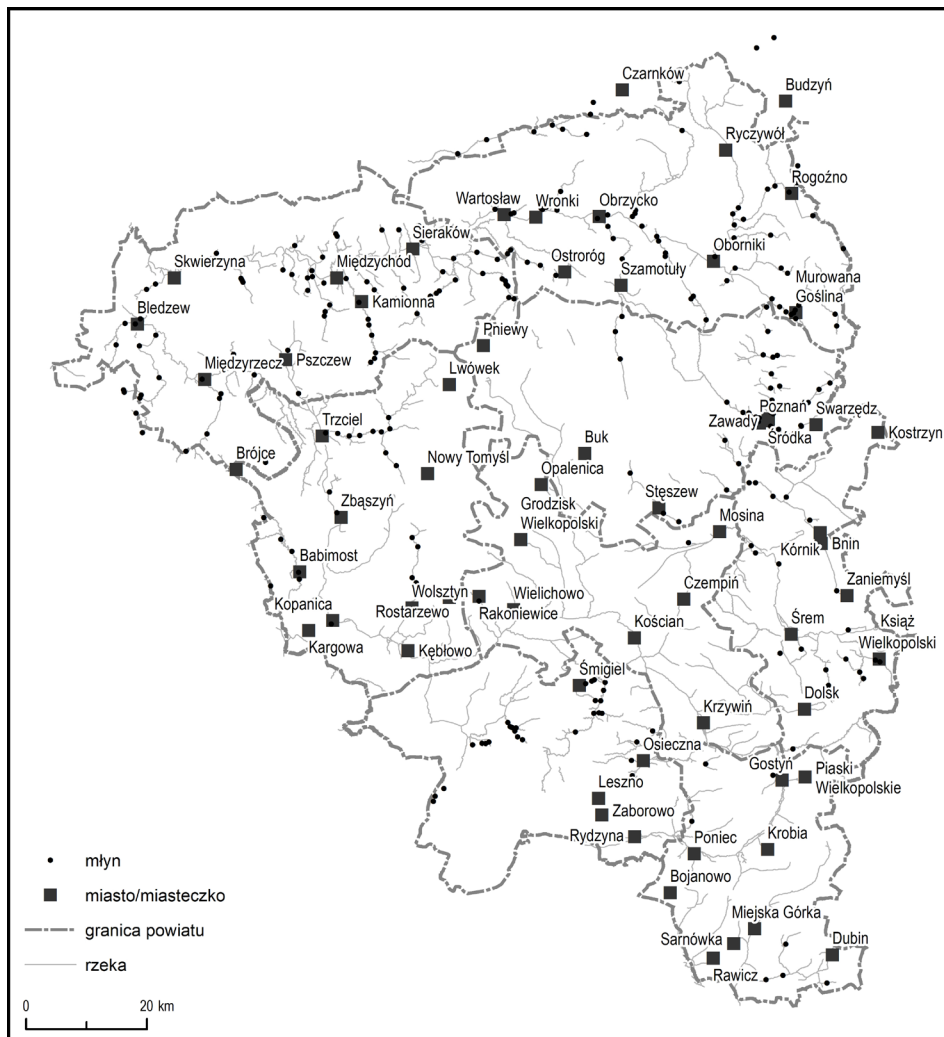 Czarnków
Budzyń
Ryczywół
Rogoźno
Wartosław
Wronki
Obrzycko
Sieraków
Oborniki
Skwierzyna
Międzychód
Ostroróg
Szamotuły
Murowana
Goślina
Kamionna
Bledzew
Pniewy
Międzyrzecz
Pszczew
Lwówek
Trzciel
Zawady
Poznań
Śródka
Swarzędz
Kostrzyn
Buk
Brójce
Nowy Tomyśl
Opalenica
Zbąszyń
Grodzisk
Wielkopolski
Stęszew
Mosina
Kórnik
Bnin
Babimost
Zaniemyśl
Kopanica
Wolsztyn
Rostarzewo
Wielichowo
Rakoniewice
Czempiń
Kościan
Śrem
Książ
Wielkopolski
Kargowa
Kębłowo
Śmigiel
Dolsk
Krzywiń
Osieczna
Gostyń
Piaski
Wielkopolskie
Leszno
Zaborowo
Rydzyna
Poniec
Krobia
Bojanowo
Miejska Górka
Sarnówka
Dubin
Rawicz
młyn
miasto/miasteczko
granica powiatu
rzeka
0 20 km